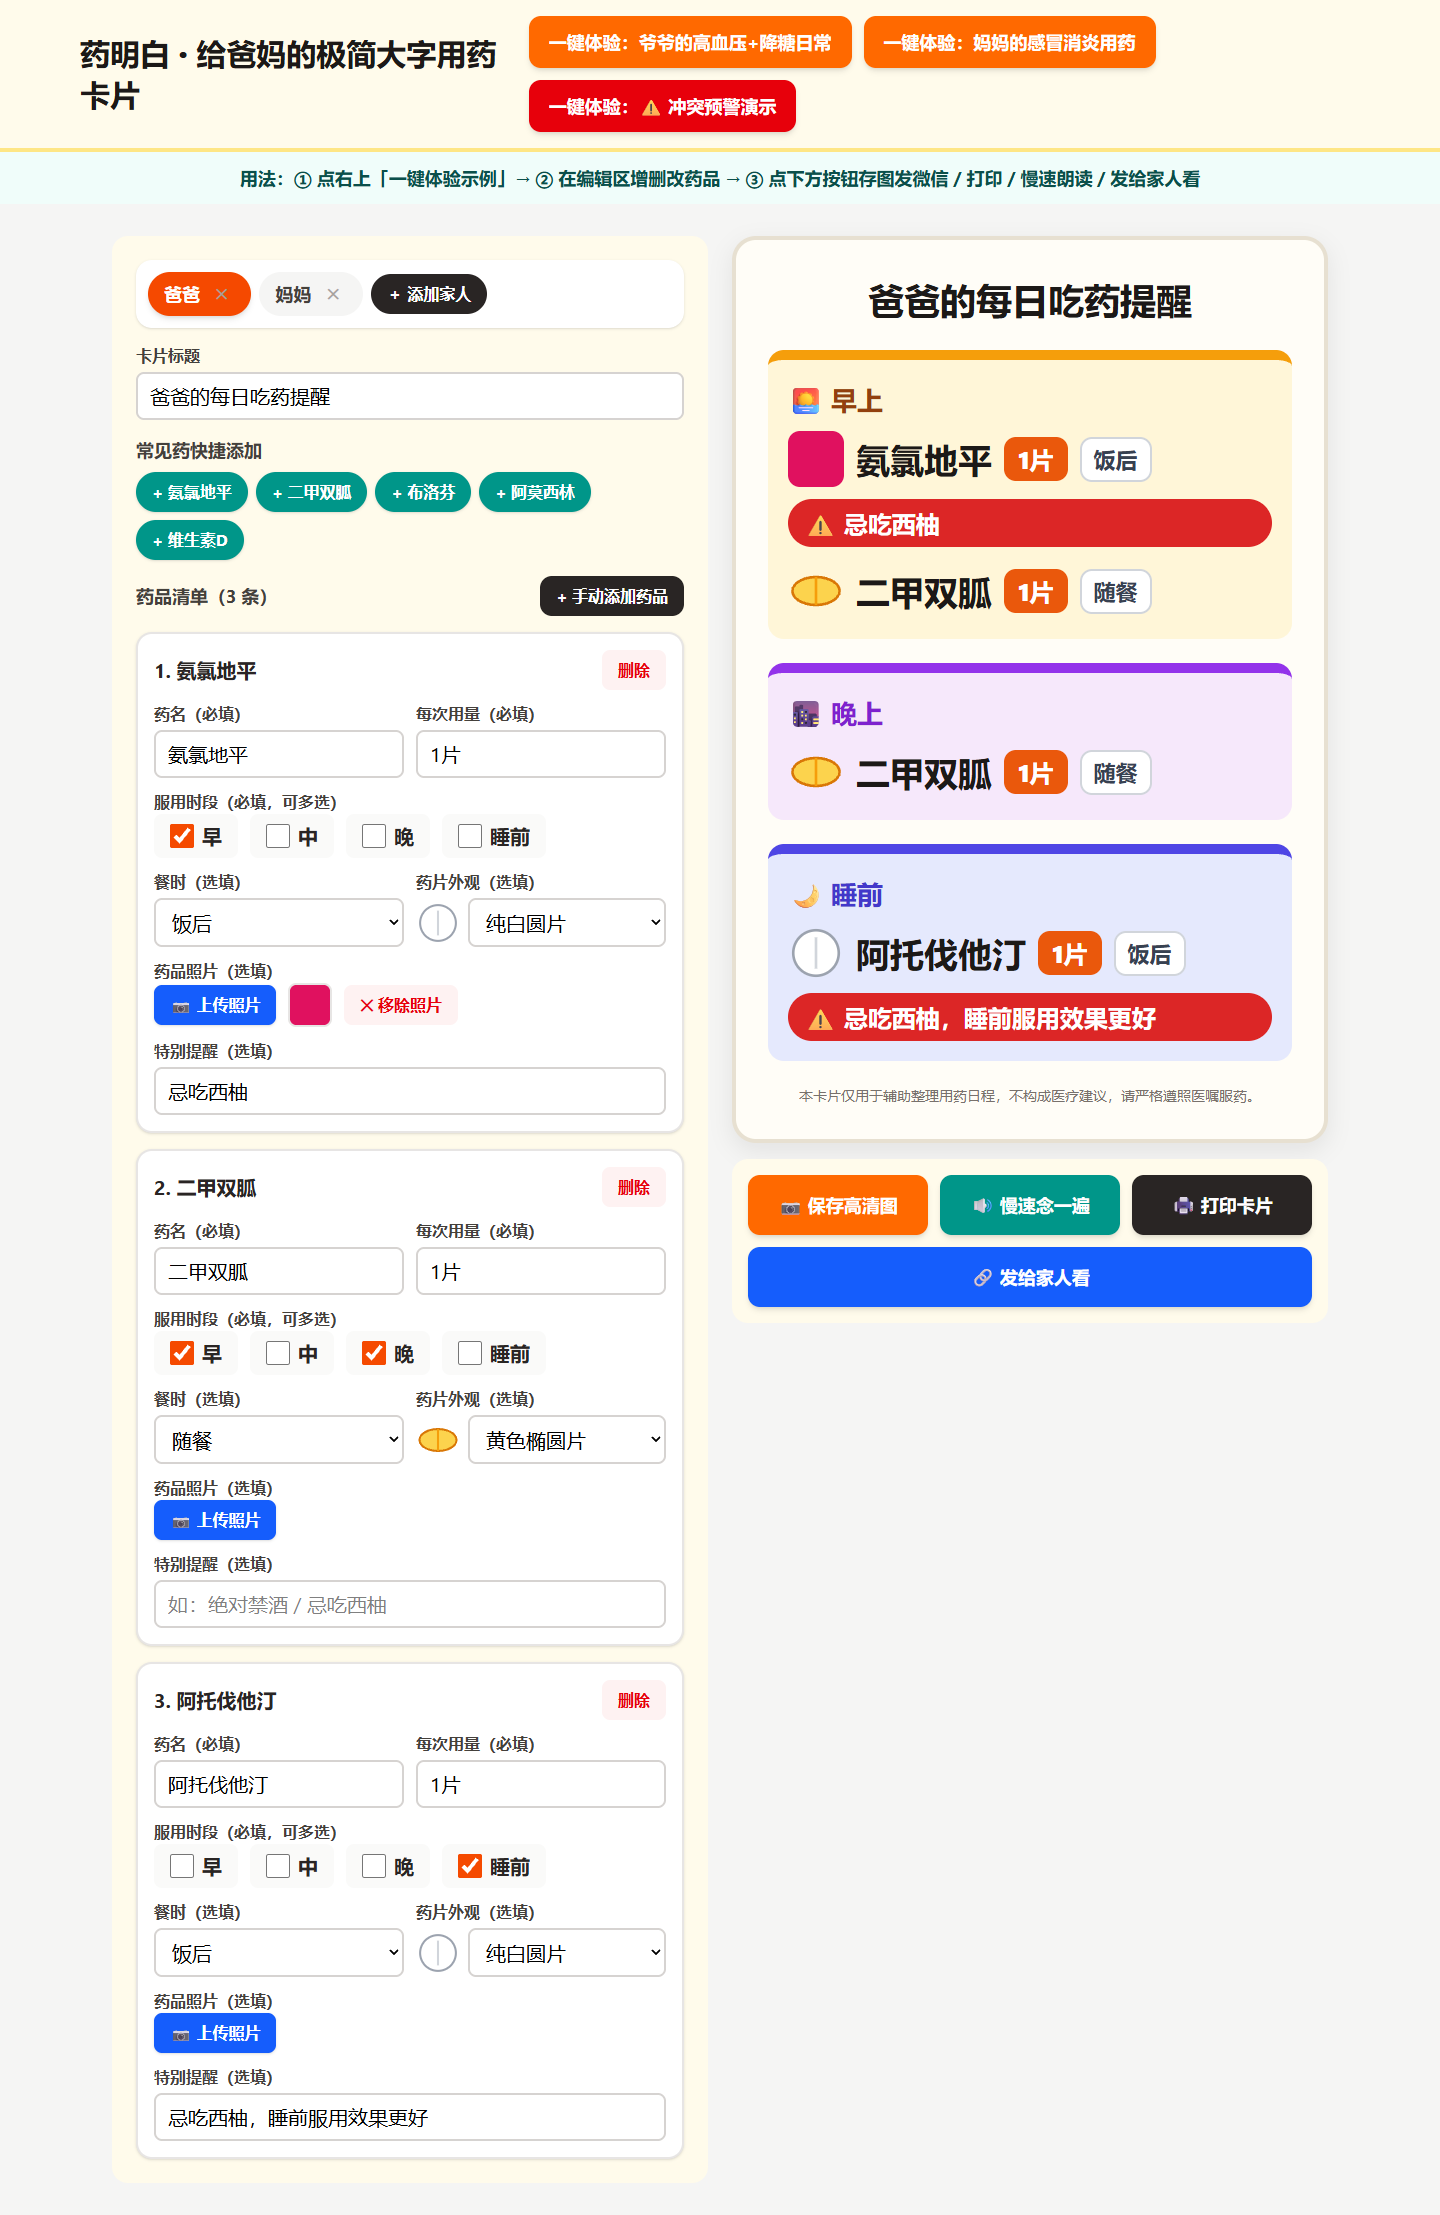 药明白 · 给爸妈的极简大字用药
卡片
一键体验：爷爷的高血压+降糖日常
一键体验：妈妈的感冒消炎用药
一键体验：⚠️ 冲突预警演示
用法：① 点右上「一键体验示例」→ ② 在编辑区增删改药品 → ③ 点下方按钮存图发微信 / 打印 / 慢速朗读 / 发给家人看
爸爸 ✕
妈妈 ✕
+ 添加家人
卡片标题
爸爸的每日吃药提醒
常见药快捷添加
+ 氨氯地平
+ 二甲双胍
+ 布洛芬
+ 阿莫西林
+ 维生素D
药品清单（3 条）
+ 手动添加药品
1. 氨氯地平
删除
药名（必填）
每次用量（必填）
氨氯地平
1片
服用时段（必填，可多选）
早
中
晚
睡前
餐时（选填）
药片外观（选填）
饭后
纯白圆片
药品照片（选填）
📷 上传照片
✕ 移除照片
特别提醒（选填）
忌吃西柚
2. 二甲双胍
删除
药名（必填）
每次用量（必填）
二甲双胍
1片
服用时段（必填，可多选）
早
中
晚
睡前
餐时（选填）
药片外观（选填）
随餐
黄色椭圆片
药品照片（选填）
📷 上传照片
特别提醒（选填）
如：绝对禁酒 / 忌吃西柚
3. 阿托伐他汀
删除
药名（必填）
每次用量（必填）
阿托伐他汀
1片
服用时段（必填，可多选）
早
中
晚
睡前
餐时（选填）
药片外观（选填）
饭后
纯白圆片
药品照片（选填）
📷 上传照片
特别提醒（选填）
忌吃西柚，睡前服用效果更好
爸爸的每日吃药提醒
🌅 早上
氨氯地平 1片 饭后
⚠️ 忌吃西柚
二甲双胍 1片 随餐
🌆 晚上
二甲双胍 1片 随餐
🌙 睡前
阿托伐他汀 1片 饭后
⚠️ 忌吃西柚，睡前服用效果更好
本卡片仅用于辅助整理用药日程，不构成医疗建议，请严格遵照医嘱服药。
📷 保存高清图
🔊 慢速念一遍
🖨️ 打印卡片
🔗 发给家人看